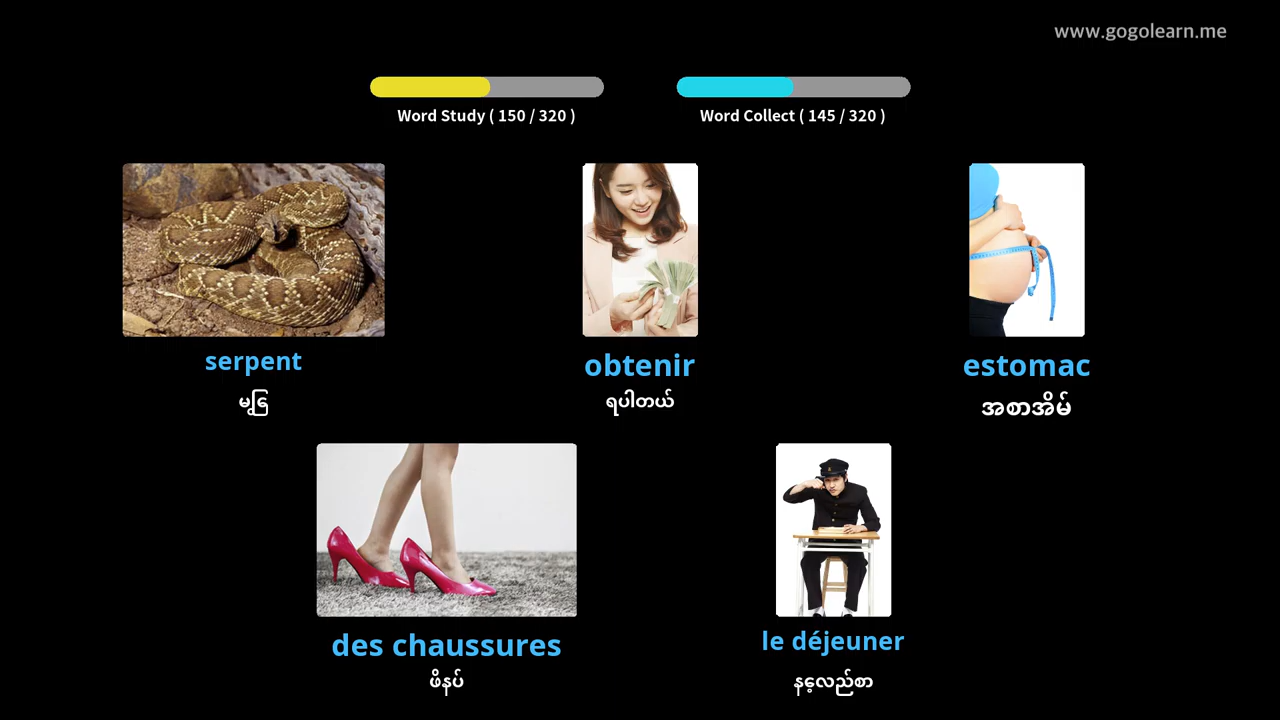 www.gogolearn.me
Word Study ( 150 / 320 )
Word Collect ( 145 / 320 )
serpent
obtenir
estomac
မြွေ
ရပါတယ်
အစာအိမ်
des chaussures
le déjeuner
ဖိနပ်
နေ့လည်စာ